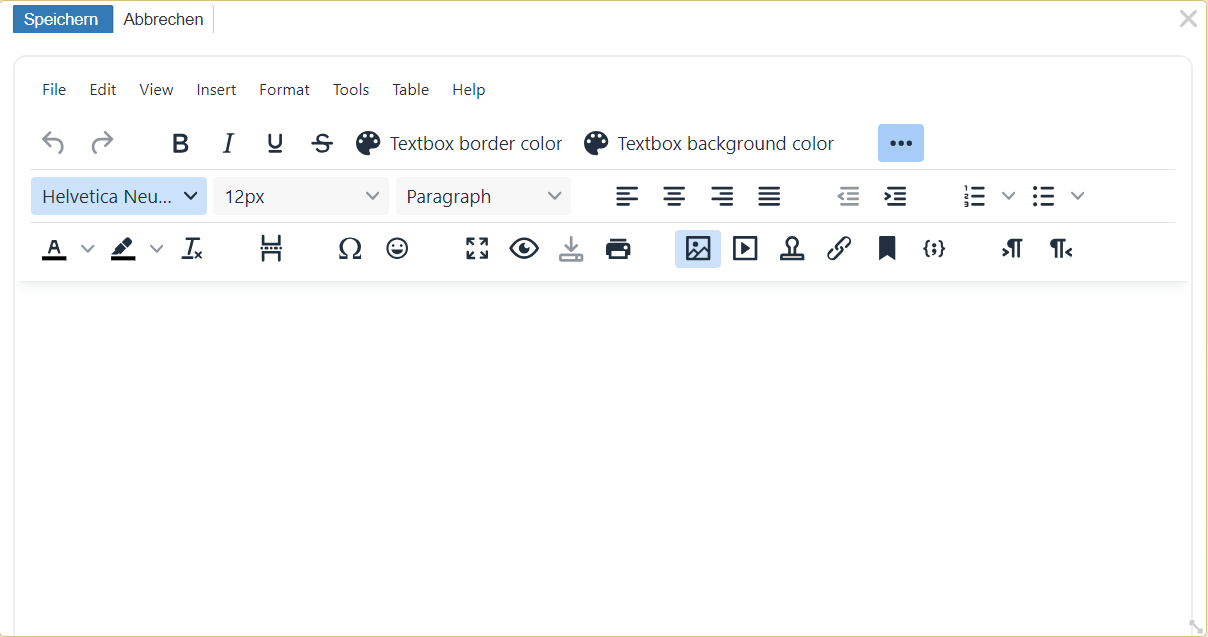 Speichern Abbrechen
File Edit View Insert Format Tools Table Help
B I U S Textbox border color Textbox background color
Helvetica Neu... 12px Paragraph